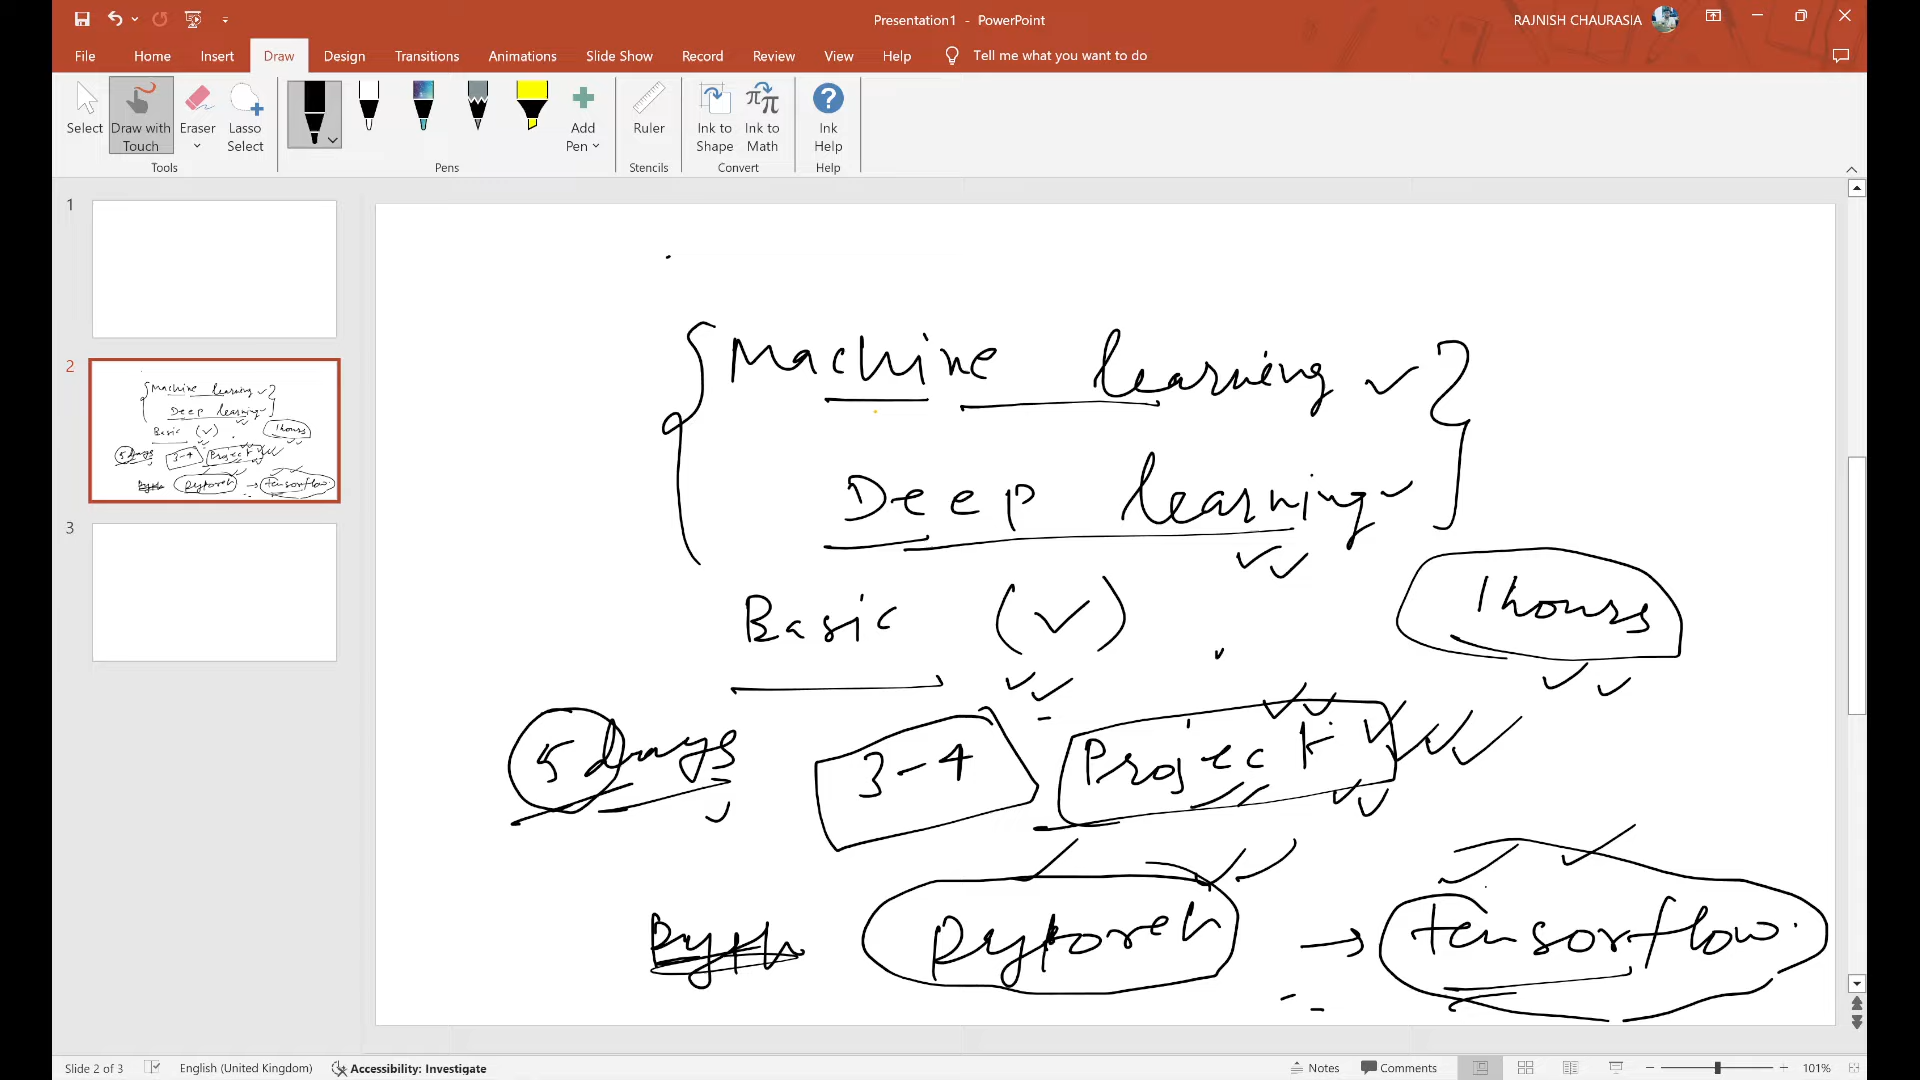 Presentation1 - PowerPoint
RAJNISH CHAURASIA
File Home Insert Draw Design Transitions Animations Slide Show Record Review View Help Tell me what you want to do
Select
Draw with Touch
Eraser
Lasso Select
Add Pen
Ruler
Ink to Shape
Ink to Math
Ink Help
Tools Pens Stencils Convert Help
1
2
3
Machine learning
Deep learning
Basic (✓) 1 hours
5 days 3-4 Project
pytorch → tensorflow
Slide 2 of 3 English (United Kingdom) Accessibility: Investigate Notes Comments 101%